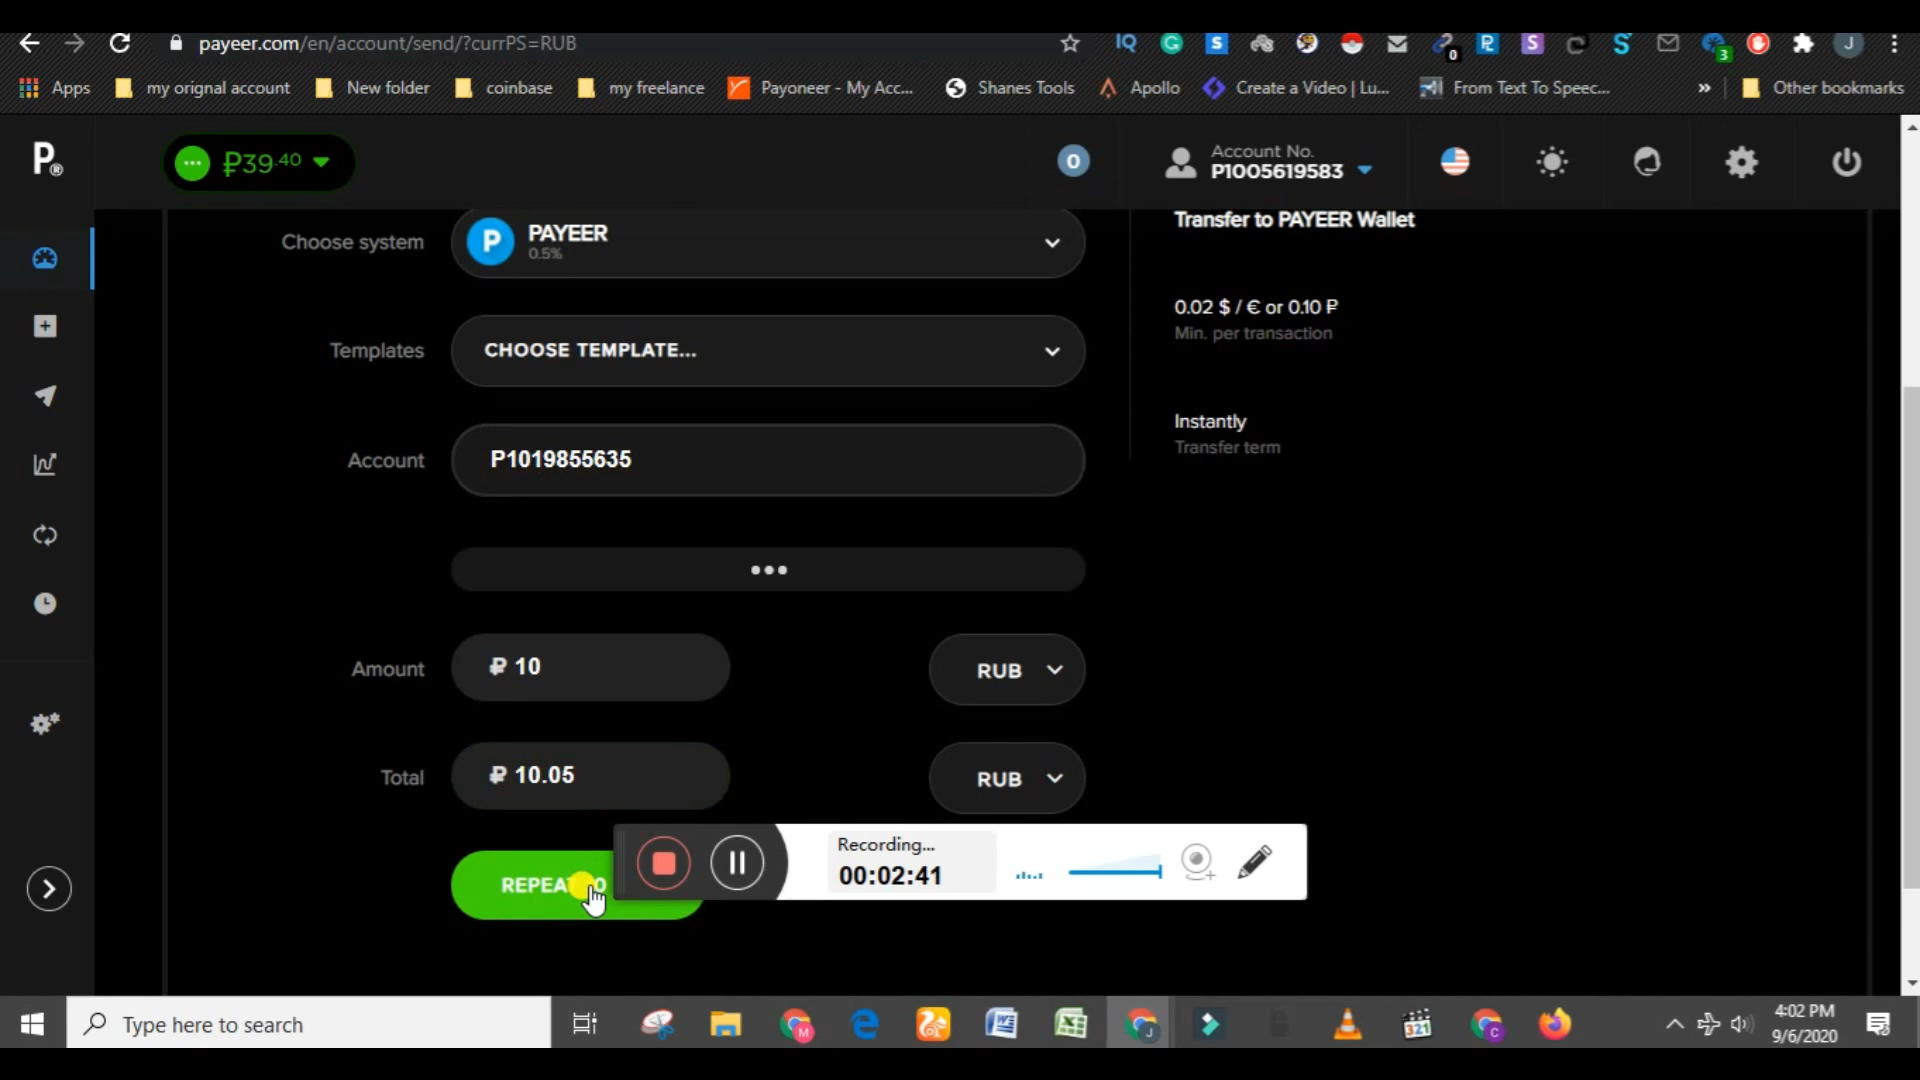 payeer.com/en/account/send/?currPS=RUB
Apps my orignal account New folder coinbase my freelance Payoneer - My Acc... Shanes Tools Apollo Create a Video | Lu... From Text To Speec... » Other bookmarks
P® ₽39.40 0 Account No.
P1005619583
Choose system PAYEER
0.5%
Transfer to PAYEER Wallet
0.02 $ / € or 0.10 ₽
Min. per transaction
Templates CHOOSE TEMPLATE...
Instantly
Transfer term
Account P1019855635
Amount ₽ 10 RUB
Total ₽ 10.05 RUB
Recording...
00:02:41
Type here to search
4:02 PM
9/6/2020